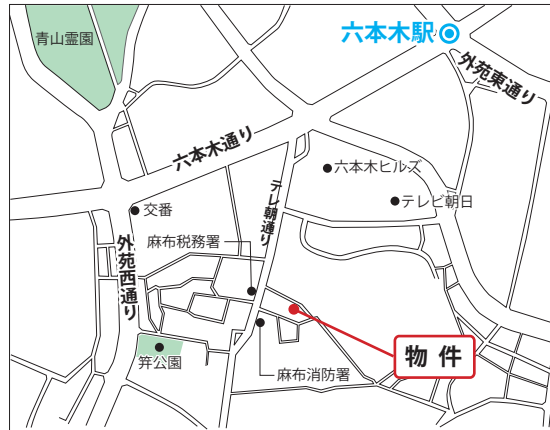 六本木駅
青山霊園
外苑東通り
六本木通り
六本木ヒルズ
テレビ朝日
テレ朝通り
交番
麻布税務署
外苑西通り
物件
笄公園
麻布消防署